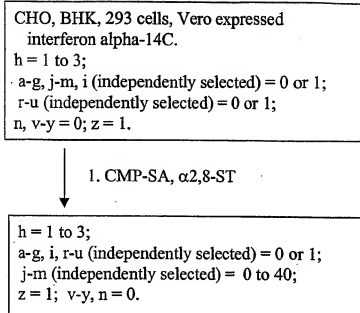 CHO, BHK, 293 cells, Vero expressed
interferon alpha-14C.
h = 1 to 3;
a-g, j-m, i (independently selected) = 0 or 1;
r-u (independently selected) = 0 or 1;
n, v-y = 0; z = 1.
1. CMP-SA, α2,8-ST
h = 1 to 3;
a-g, i, r-u (independently selected) = 0 or 1;
j-m (independently selected) = 0 to 40;
z = 1; v-y, n = 0.